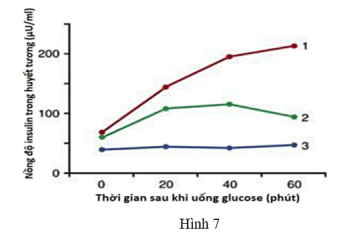 Nồng độ insulin trong huyết tương (µU/ml)
200
100
0
1
2
3
0 20 40 60
Thời gian sau khi uống glucose (phút)
Hình 7